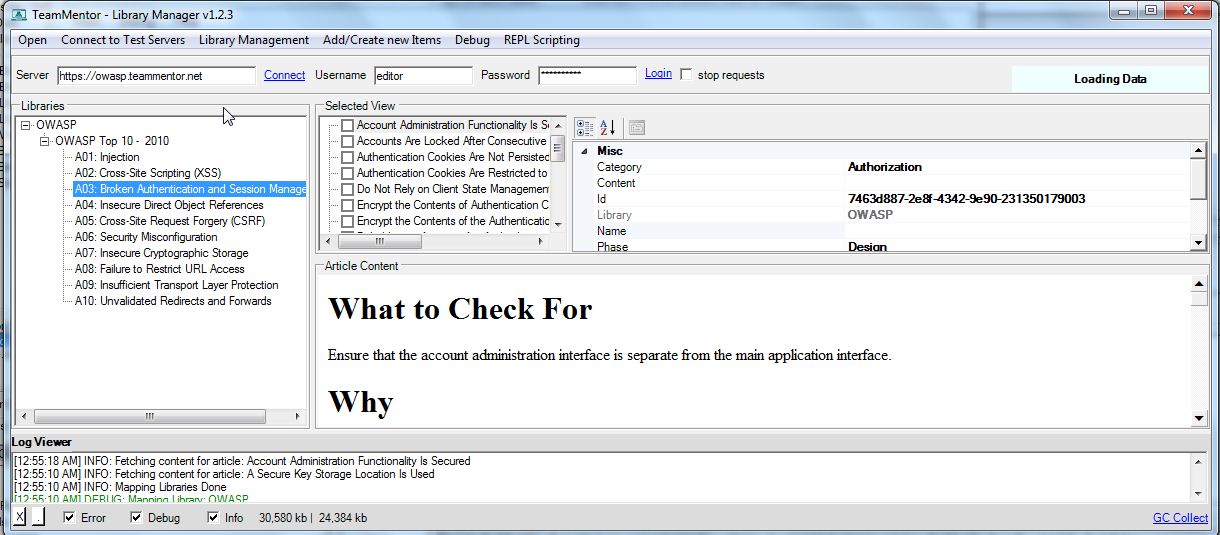 TeamMentor - Library Manager v1.2.3
Open Connect to Test Servers Library Management Add/Create new Items Debug REPL Scripting
Server https://owasp.teammentor.net Connect Username editor Password ********** Login stop requests
Loading Data
Libraries
OWASP
OWASP Top 10 - 2010
A01: Injection
A02: Cross-Site Scripting (XSS)
A03: Broken Authentication and Session Manage
A04: Insecure Direct Object References
A05: Cross-Site Request Forgery (CSRF)
A06: Security Misconfiguration
A07: Insecure Cryptographic Storage
A08: Failure to Restrict URL Access
A09: Insufficient Transport Layer Protection
A10: Unvalidated Redirects and Forwards
Selected View
Account Administration Functionality Is S
Accounts Are Locked After Consecutive
Authentication Cookies Are Not Persisted
Authentication Cookies Are Restricted to
Do Not Rely on Client State Managemen
Encrypt the Contents of Authentication C
Encrypt the Contents of the Authentication
Misc
Category Authorization
Content
Id 7463d887-2e8f-4342-9e90-231350179003
Library OWASP
Name
Phase Design
Article Content
What to Check For
Ensure that the account administration interface is separate from the main application interface.
Why
Log Viewer
[12:55:18 AM] INFO: Fetching content for article: Account Administration Functionality Is Secured
[12:55:10 AM] INFO: Fetching content for article: A Secure Key Storage Location Is Used
[12:55:10 AM] INFO: Mapping Libraries Done
[12:55:10 AM] DEBUG: Mapping Library: OWASP
X . Error Debug Info 30,580 kb | 24,384 kb GC Collect